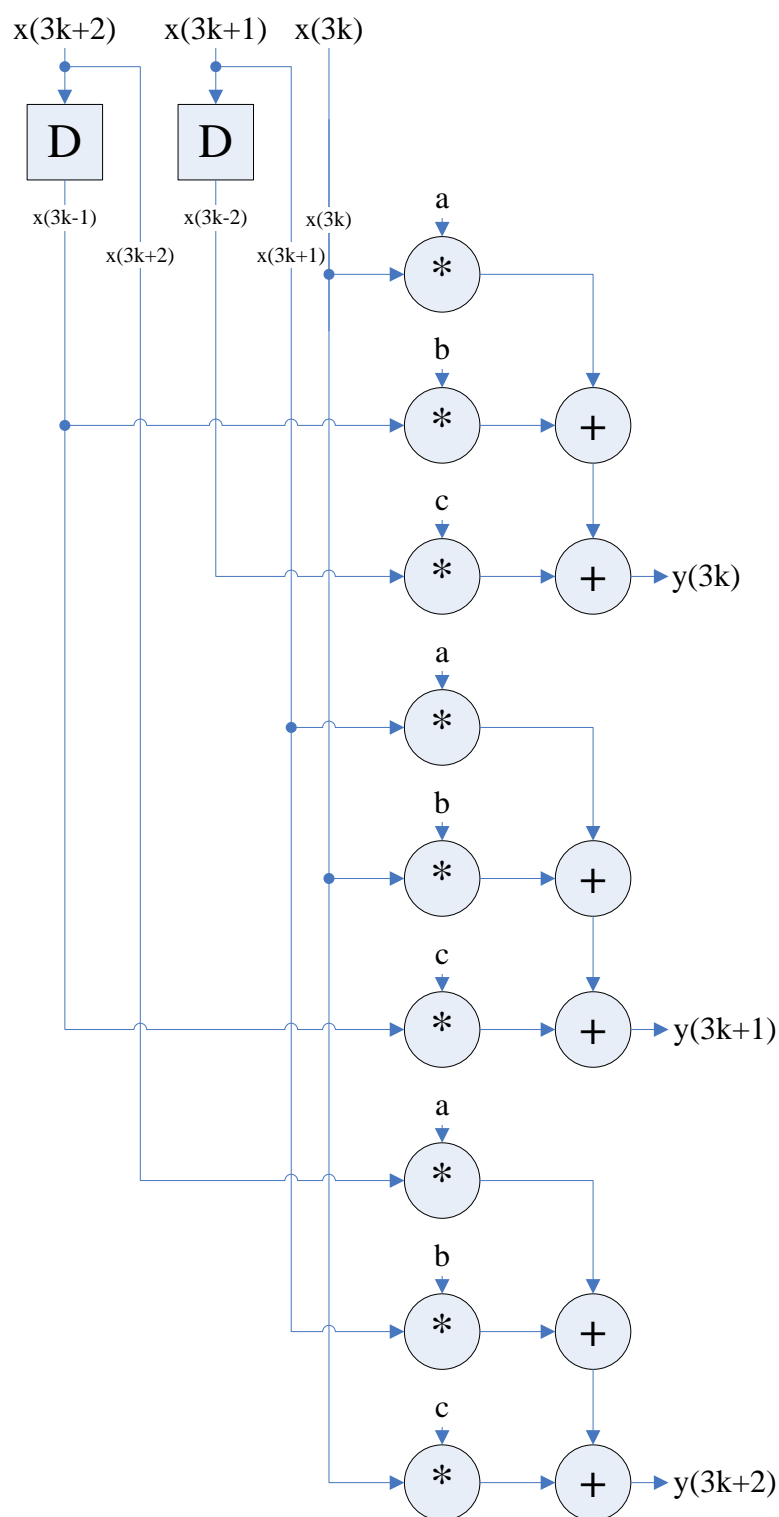 x(3k+2) x(3k+1) x(3k)
D D
x(3k-1) x(3k-2) x(3k)
x(3k+2) x(3k+1)
a
*
b
* +
c
* + y(3k)
a
*
b
* +
c
* + y(3k+1)
a
*
b
* +
c
* + y(3k+2)